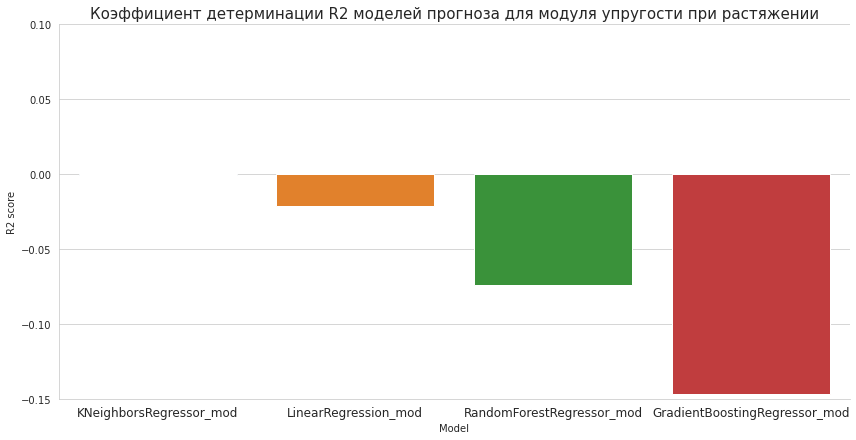 Коэффициент детерминации R2 моделей прогноза для модуля упругости при растяжении
0.10
0.05
0.00
−0.05
−0.10
−0.15
R2 score
KNeighborsRegressor_mod
LinearRegression_mod
RandomForestRegressor_mod
GradientBoostingRegressor_mod
Model